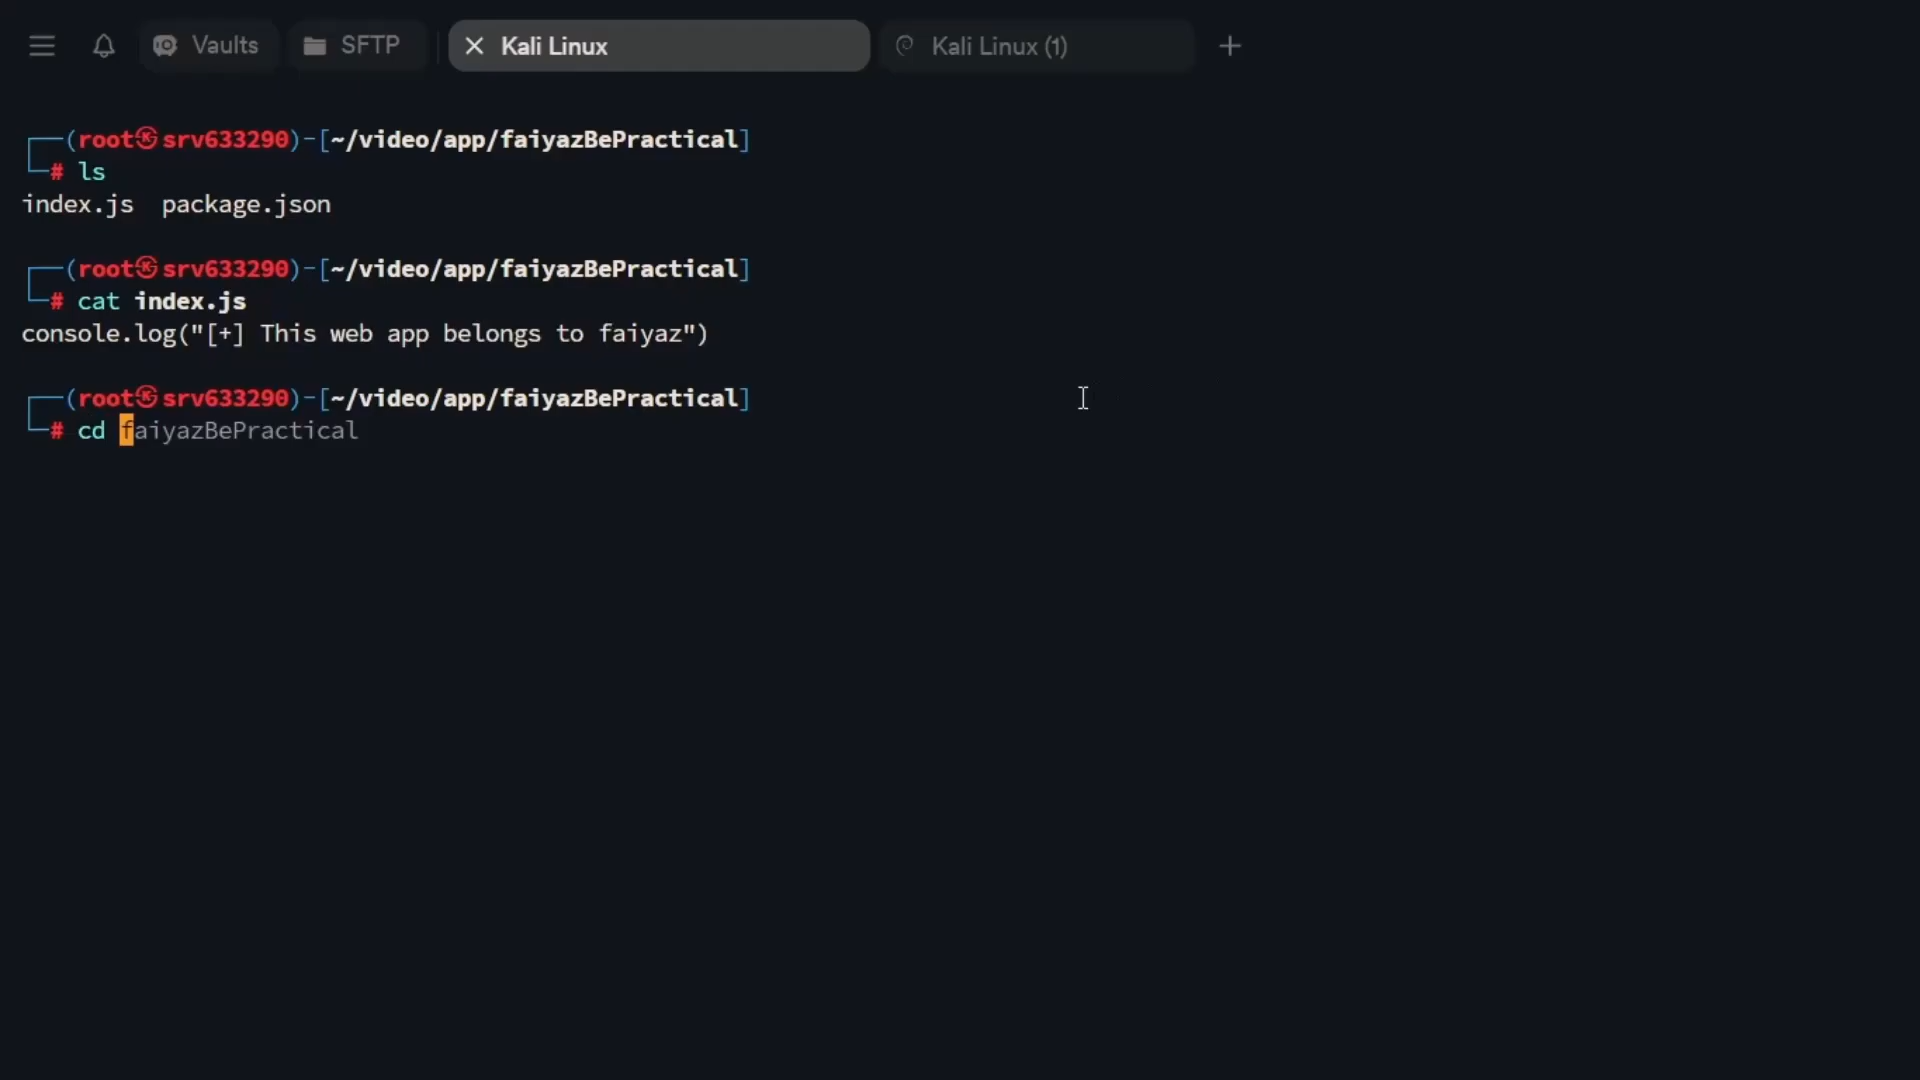 Vaults SFTP Kali Linux Kali Linux (1)
┌──(root㉿srv633290)-[~/video/app/faiyazBePractical]
└─# ls
index.js  package.json
┌──(root㉿srv633290)-[~/video/app/faiyazBePractical]
└─# cat index.js
console.log("[+] This web app belongs to faiyaz")
┌──(root㉿srv633290)-[~/video/app/faiyazBePractical]
└─# cd faiyazBePractical